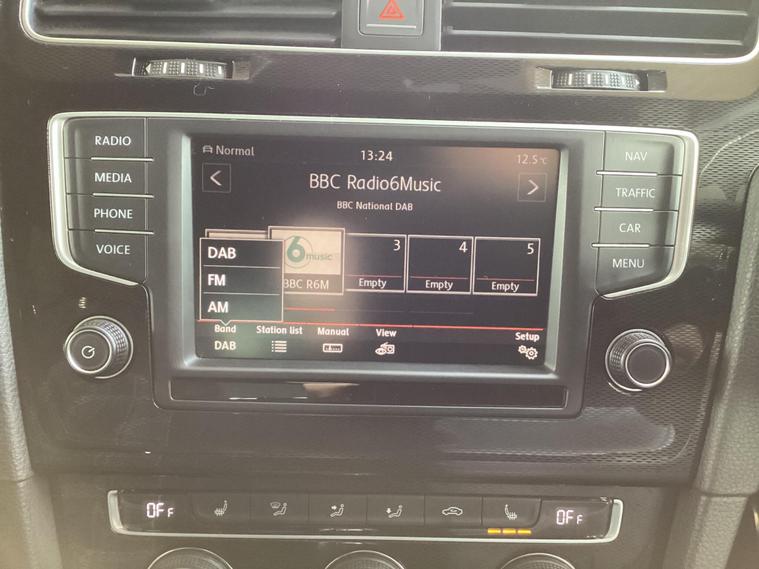 RADIO
MEDIA
PHONE
VOICE
Normal
13:24
12.5 °C
BBC Radio6Music
BBC National DAB
6 music
BBC R6M
3
Empty
4
Empty
5
Empty
DAB
FM
AM
Band
DAB
Station list
Manual
View
Setup
NAV
TRAFFIC
CAR
MENU
OFF
OFF